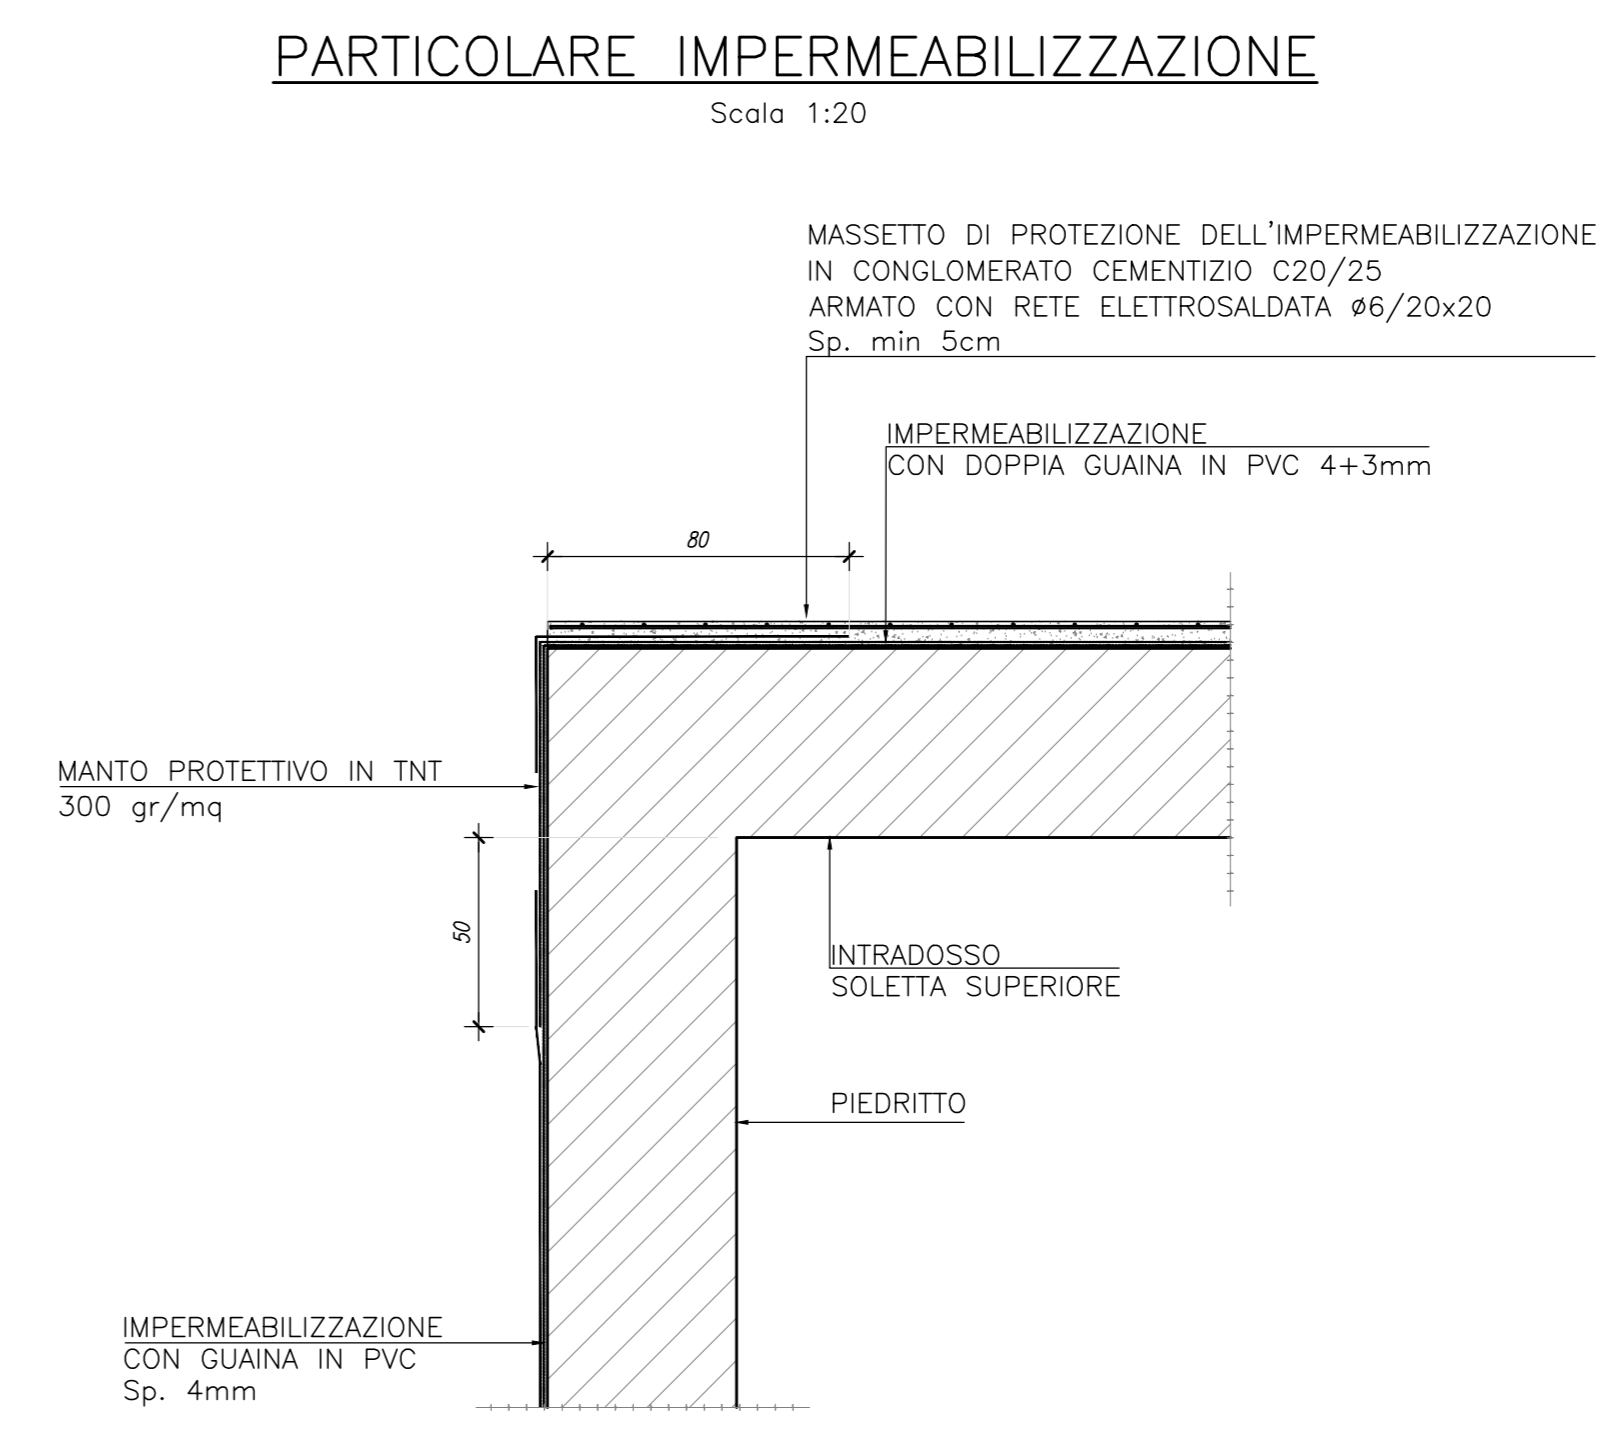 PARTICOLARE IMPERMEABILIZZAZIONE
Scala 1:20
MASSETTO DI PROTEZIONE DELL'IMPERMEABILIZZAZIONE
IN CONGLOMERATO CEMENTIZIO C20/25
ARMATO CON RETE ELETTROSALDATA ø6/20x20
Sp. min 5cm
IMPERMEABILIZZAZIONE
CON DOPPIA GUAINA IN PVC 4+3mm
80
MANTO PROTETTIVO IN TNT
300 gr/mq
50
INTRADOSSO
SOLETTA SUPERIORE
PIEDRITTO
IMPERMEABILIZZAZIONE
CON GUAINA IN PVC
Sp. 4mm